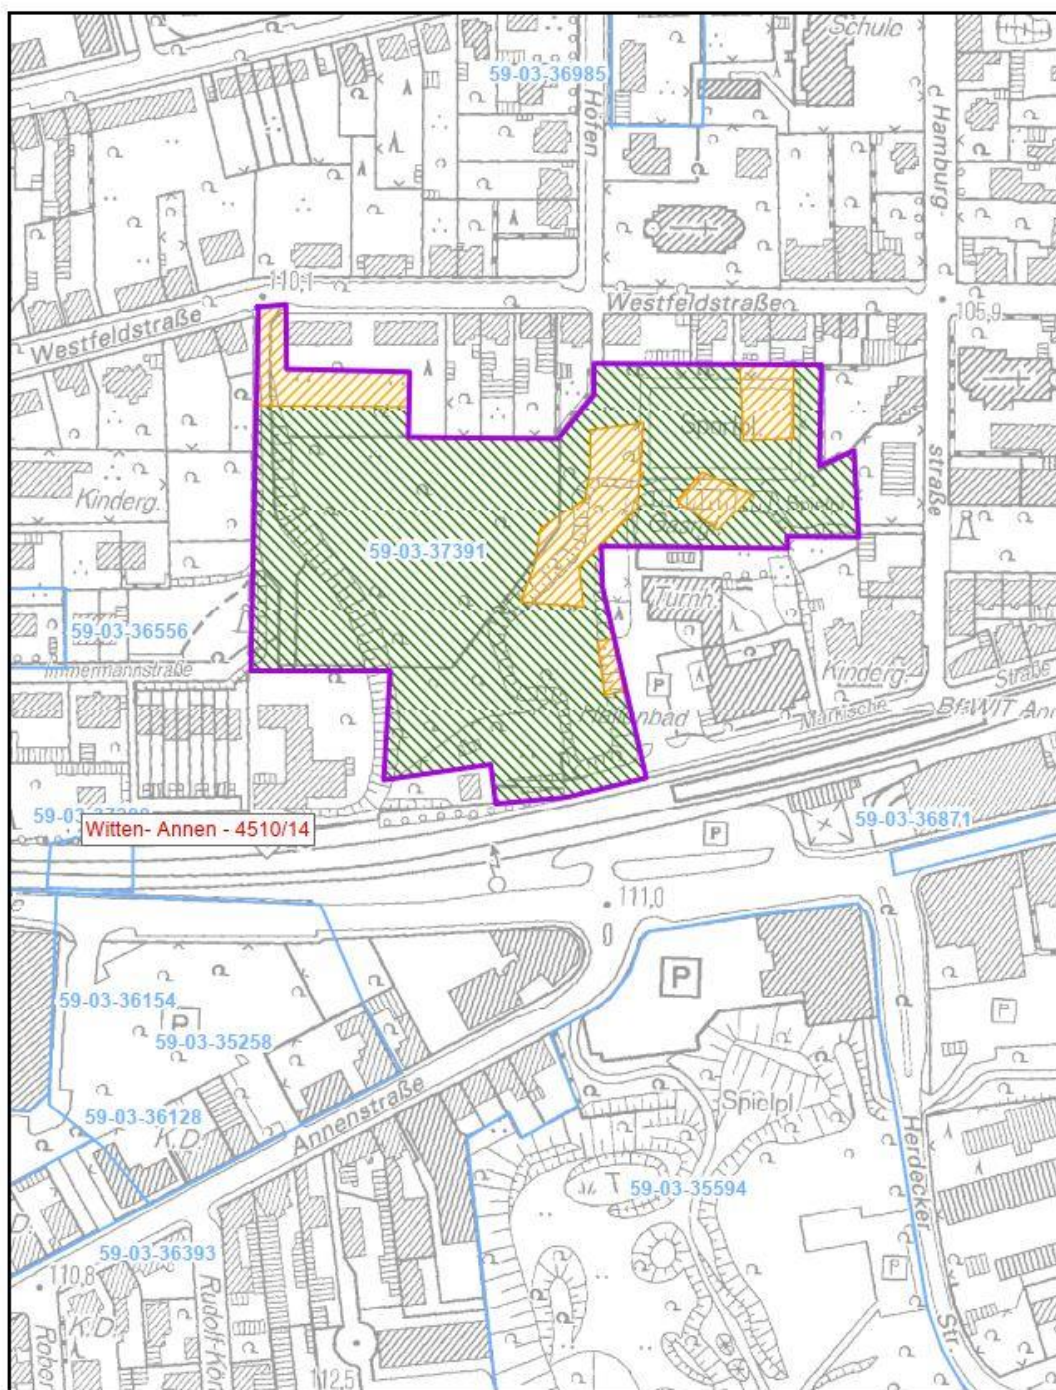 Schule
59-03-36985
Höfen
Hamburg-
110,1
Westfeldstraße
Westfeldstraße
105,9
Sportpl.
straße
Kinderg.
59-03-37391
59-03-36556
Immermannstraße
Turnh.
Kinderg.
P
Straße
Hallenbad
Märkische
Bf WIT Ann
Witten- Annen - 4510/14
59-03-36871
P
111,0
P
59-03-36154
P
59-03-35258
P
Annenstraße
59-03-36128
K.D.
Spielpl.
Herdecker
59-03-35594
59-03-36393
P
110,8
K.D.
Str.
112,5